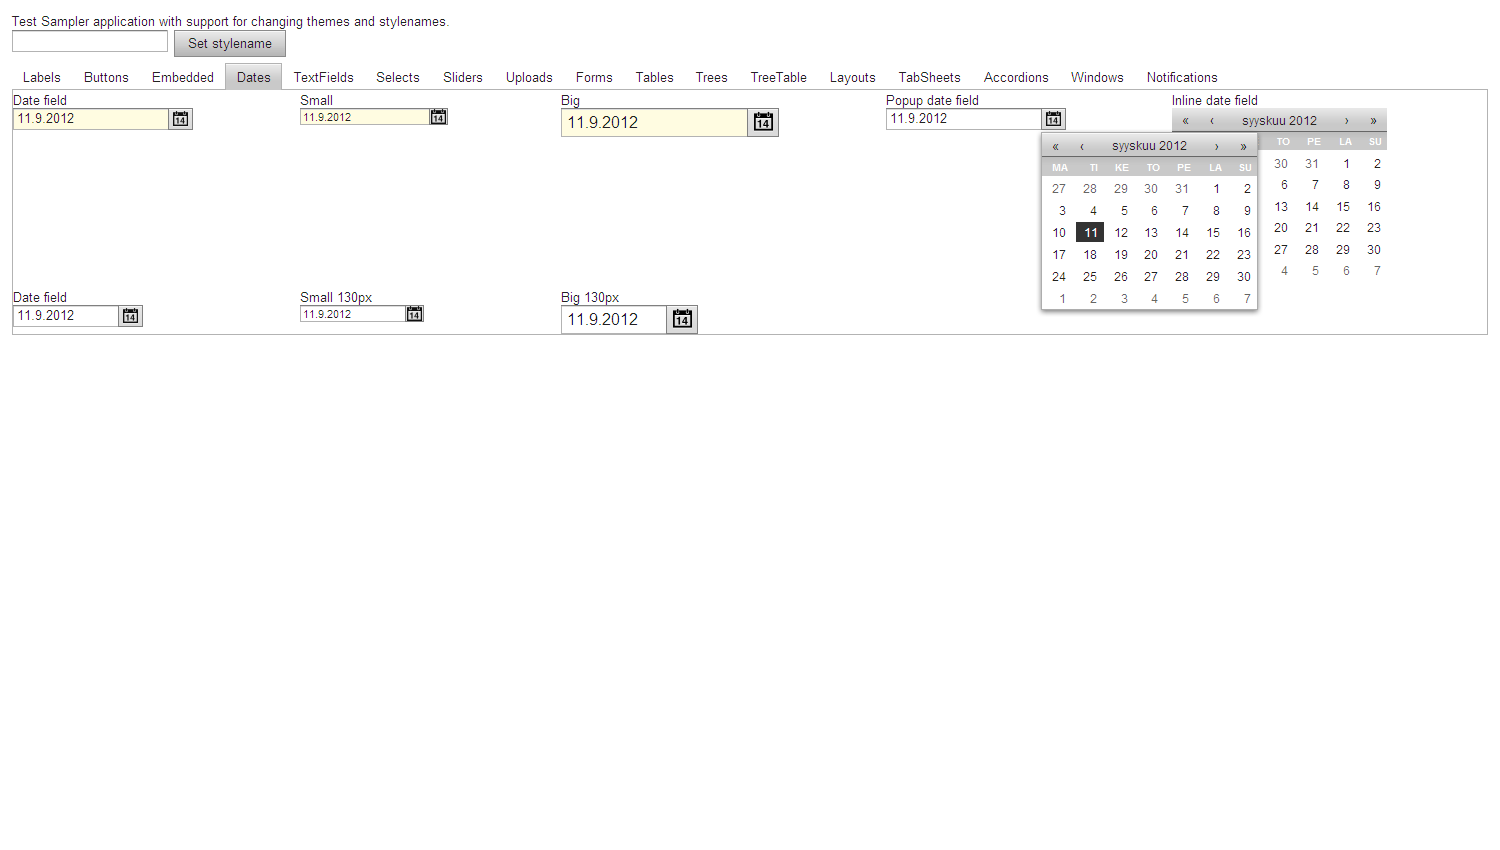 Test Sampler application with support for changing themes and stylenames.
Set stylename
Labels Buttons Embedded Dates TextFields Selects Sliders Uploads Forms Tables Trees TreeTable Layouts TabSheets Accordions Windows Notifications
Date field Small Big Popup date field Inline date field
11.9.2012 14 11.9.2012 14 11.9.2012 14 11.9.2012 14
« ‹ syyskuu 2012 › »
TO PE LA SU
30 31 1 2
6 7 8 9
13 14 15 16
20 21 22 23
27 28 29 30
4 5 6 7
« ‹ syyskuu 2012 › »
MA TI KE TO PE LA SU
27 28 29 30 31 1 2
3 4 5 6 7 8 9
10 11 12 13 14 15 16
17 18 19 20 21 22 23
24 25 26 27 28 29 30
1 2 3 4 5 6 7
Date field Small 130px Big 130px
11.9.2012 14 11.9.2012 14 11.9.2012 14